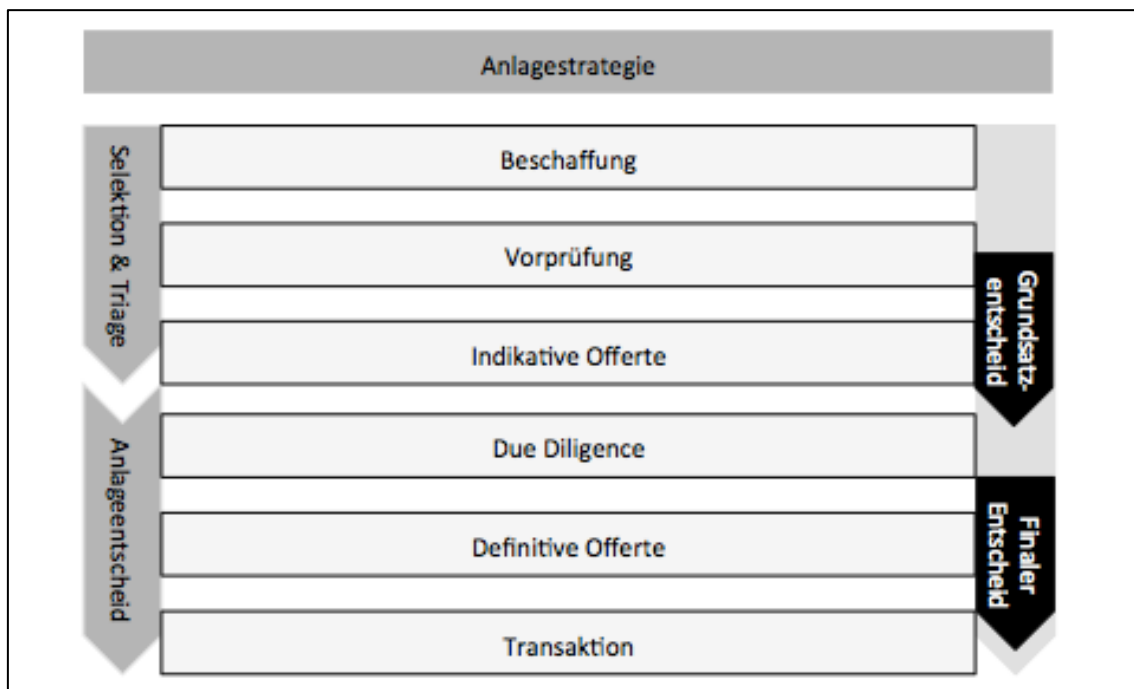 Anlagestrategie
Selektion & Triage
Beschaffung
Vorprüfung
Indikative Offerte
Grundsatz-
entscheid
Anlageentscheid
Due Diligence
Definitive Offerte
Transaktion
Finaler
Entscheid